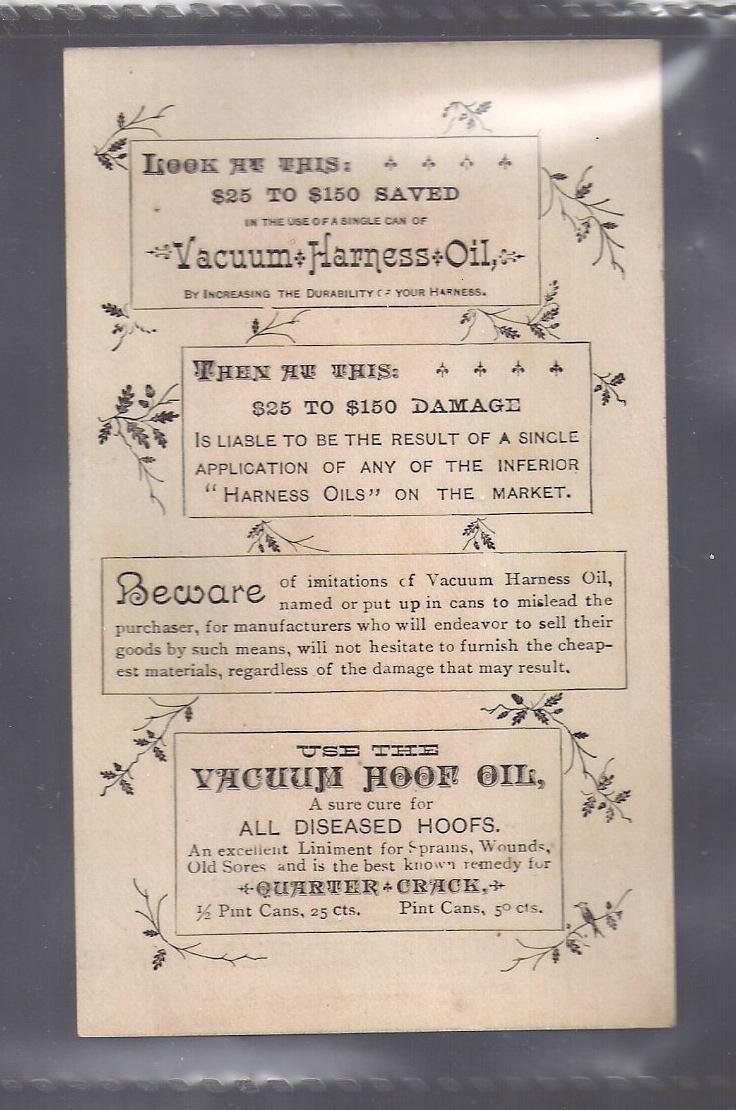 LOOK AT THIS:
$25 TO $150 SAVED
IN THE USE OF A SINGLE CAN OF
Vacuum Harness Oil,
BY INCREASING THE DURABILITY OF YOUR HARNESS.
THEN AT THIS:
$25 TO $150 DAMAGE
IS LIABLE TO BE THE RESULT OF A SINGLE
APPLICATION OF ANY OF THE INFERIOR
"HARNESS OILS" ON THE MARKET.
Beware of imitations of Vacuum Harness Oil,
named or put up in cans to mislead the
purchaser, for manufacturers who will endeavor to sell their
goods by such means, will not hesitate to furnish the cheap-
est materials, regardless of the damage that may result.
USE THE
VACUUM HOOF OIL,
A sure cure for
ALL DISEASED HOOFS.
An excellent Liniment for Sprains, Wounds,
Old Sores and is the best known remedy for
QUARTER CRACK,
½ Pint Cans, 25 cts. Pint Cans, 50 cts.